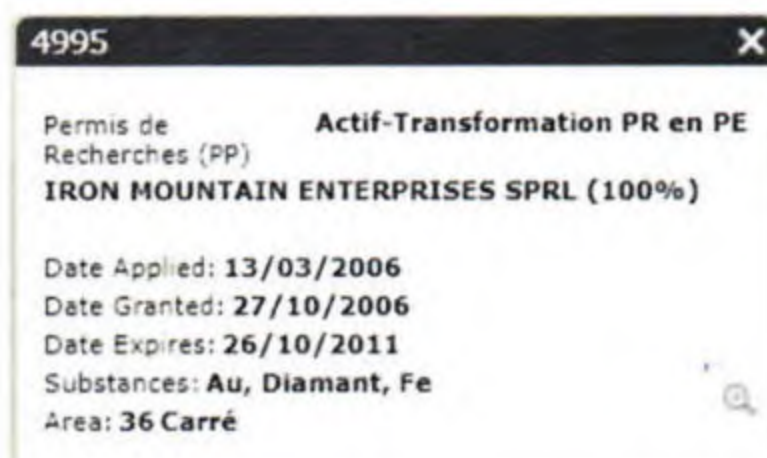 4995
Permis de Actif-Transformation PR en PE
Recherches (PP)
IRON MOUNTAIN ENTERPRISES SPRL (100%)
Date Applied: 13/03/2006
Date Granted: 27/10/2006
Date Expires: 26/10/2011
Substances: Au, Diamant, Fe
Area: 36 Carré